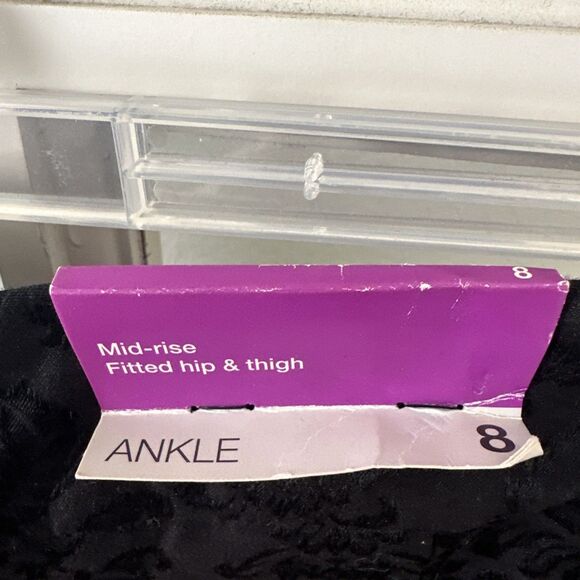 8
Mid-rise
Fitted hip & thigh
ANKLE 8